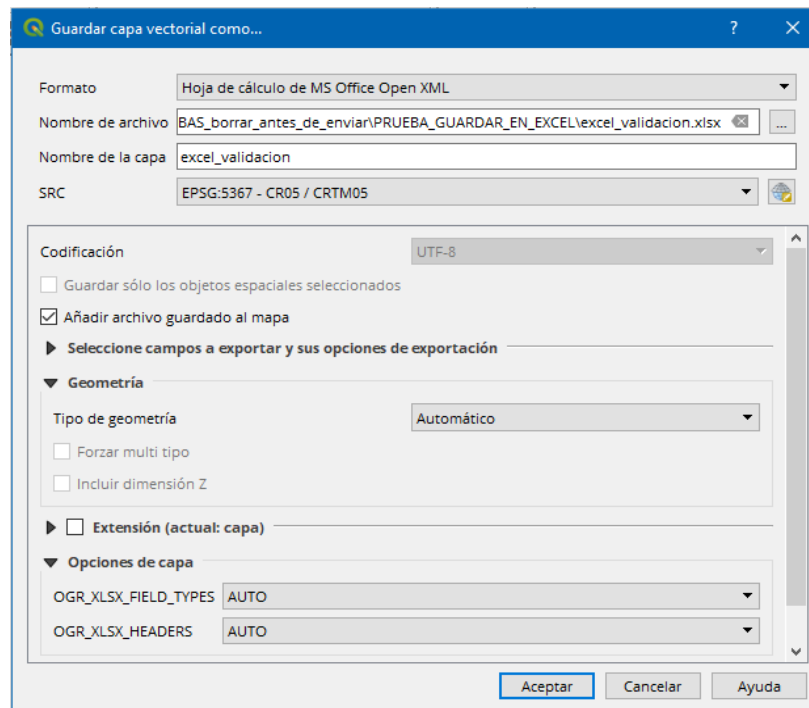 Guardar capa vectorial como...
Formato Hoja de cálculo de MS Office Open XML
Nombre de archivo BAS_borrar_antes_de_enviar\PRUEBA_GUARDAR_EN_EXCEL\excel_validacion.xlsx ...
Nombre de la capa excel_validacion
SRC EPSG:5367 - CR05 / CRTM05
Codificación UTF-8
Guardar sólo los objetos espaciales seleccionados
Añadir archivo guardado al mapa
Seleccione campos a exportar y sus opciones de exportación
Geometría
Tipo de geometría Automático
Forzar multi tipo
Incluir dimensión Z
Extensión (actual: capa)
Opciones de capa
OGR_XLSX_FIELD_TYPES AUTO
OGR_XLSX_HEADERS AUTO
Aceptar Cancelar Ayuda